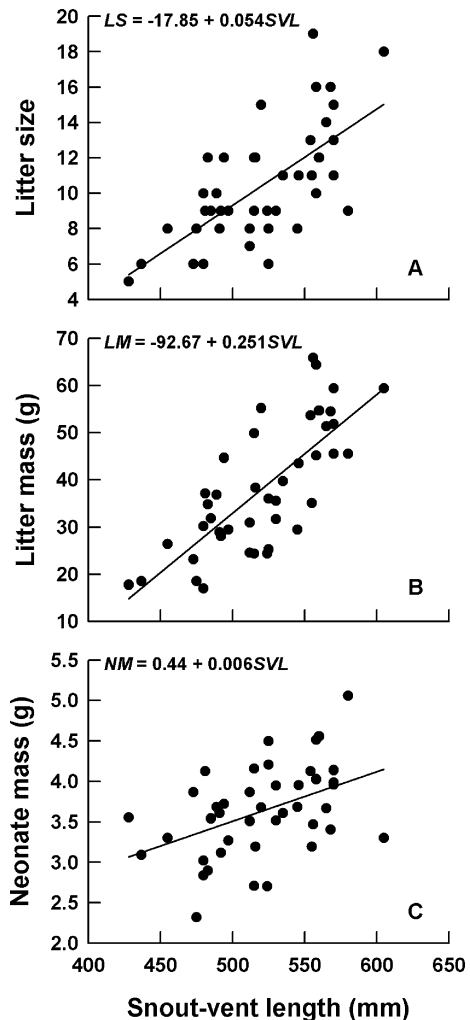 LS = -17.85 + 0.054SVL
20
18
16
14
12
10
8
6
4
Litter size
A
LM = -92.67 + 0.251SVL
70
60
50
40
30
20
10
Litter mass (g)
B
NM = 0.44 + 0.006SVL
5.5
5.0
4.5
4.0
3.5
3.0
2.5
2.0
Neonate mass (g)
C
400 450 500 550 600 650
Snout-vent length (mm)